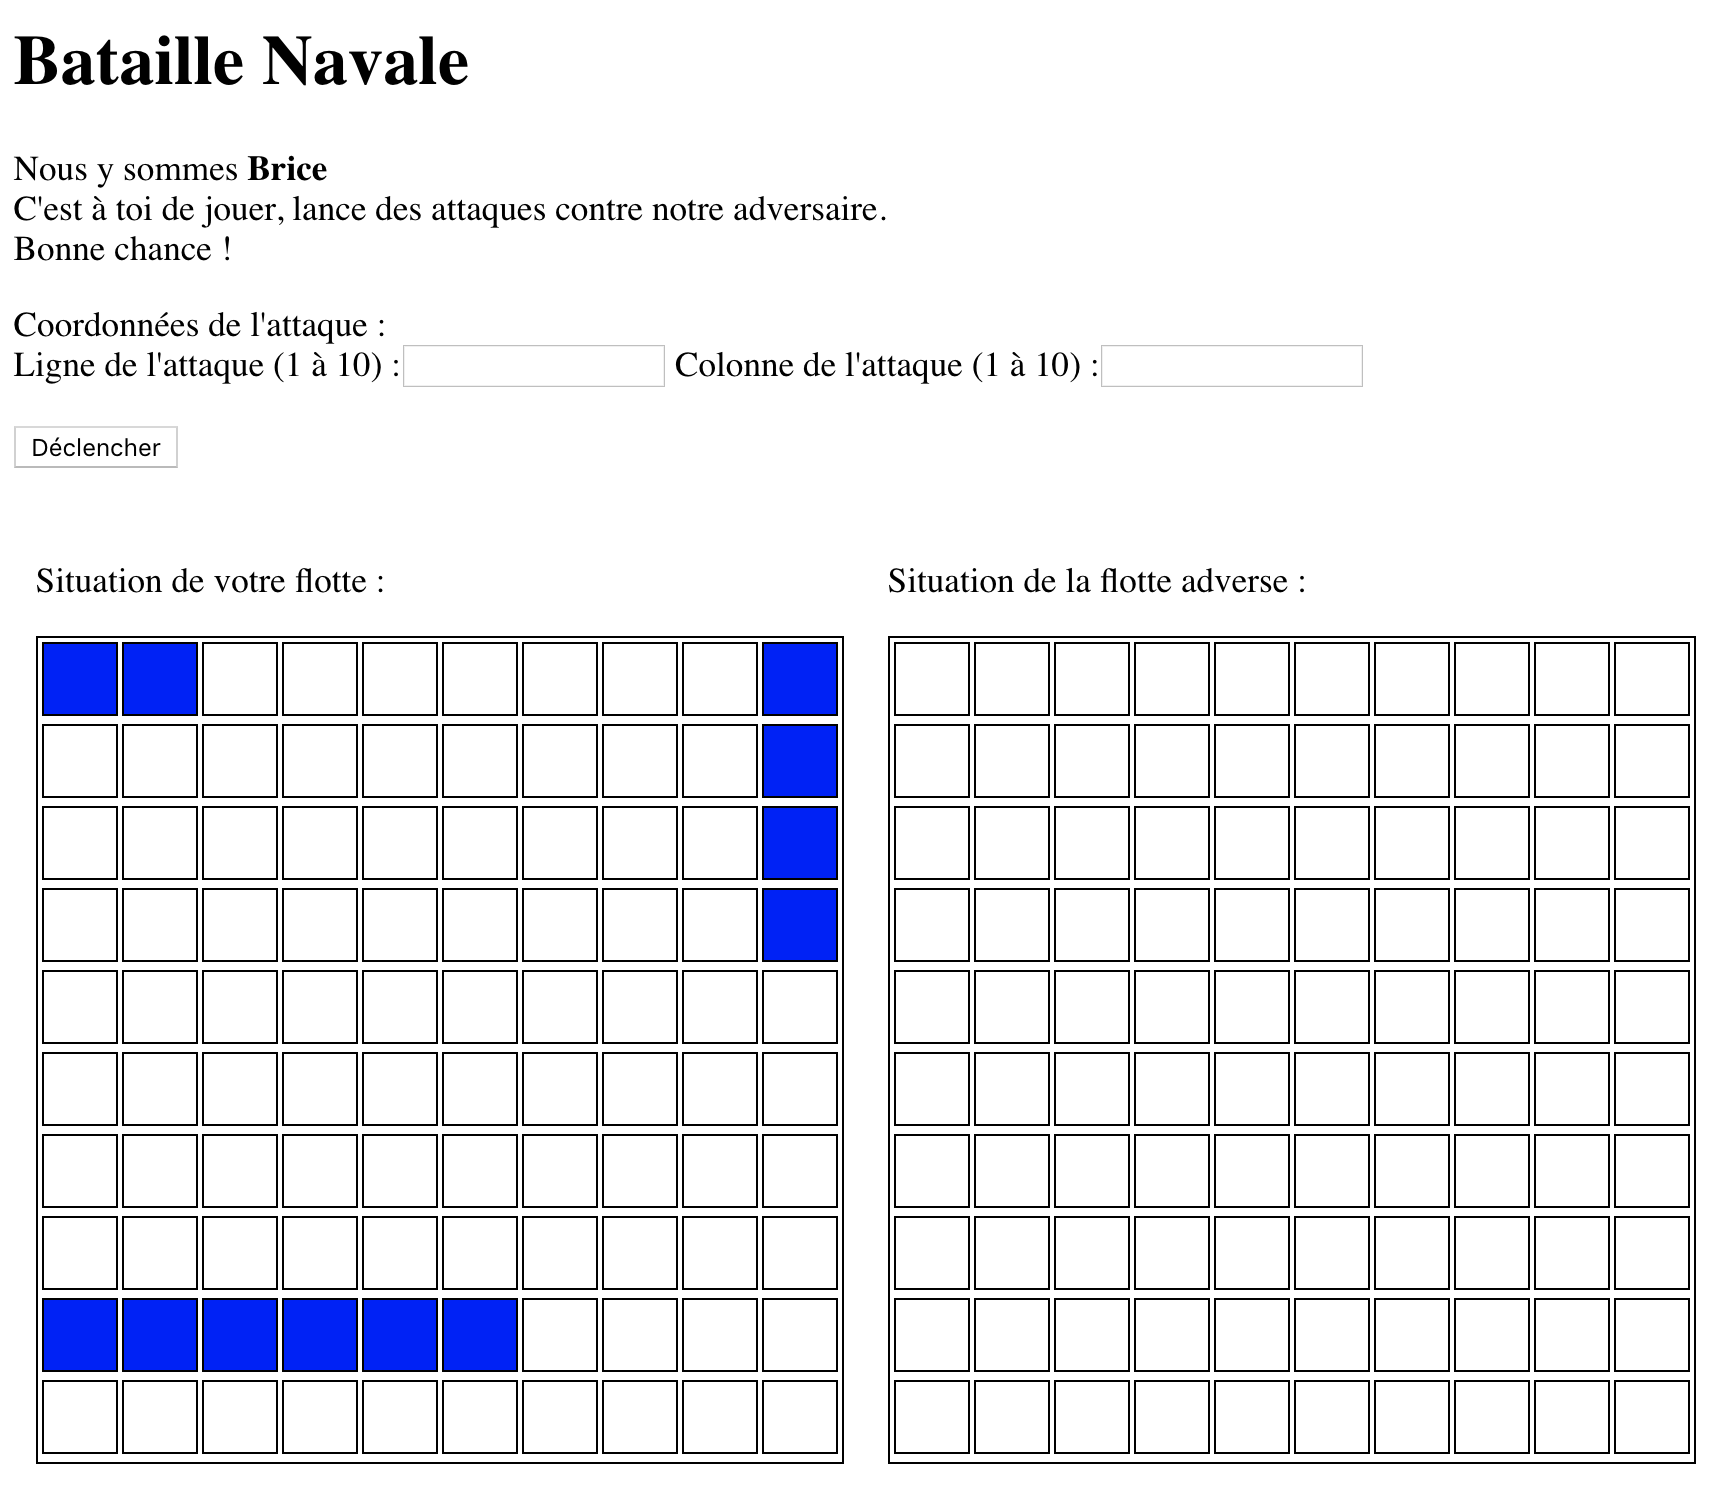 Bataille Navale
Nous y sommes Brice
C'est à toi de jouer, lance des attaques contre notre adversaire.
Bonne chance !
Coordonnées de l'attaque :
Ligne de l'attaque (1 à 10) : Colonne de l'attaque (1 à 10) :
Déclencher
Situation de votre flotte :
Situation de la flotte adverse :